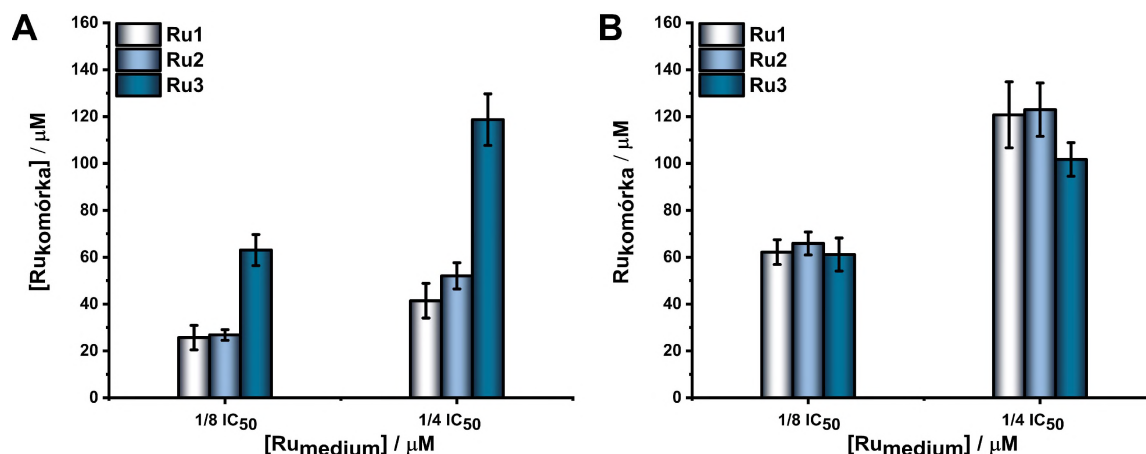 A
[Rukomórka] / μM
160
140
120
100
80
60
40
20
0
Ru1
Ru2
Ru3
1/8 IC50
1/4 IC50
[Rumedium] / μM
B
Rukomórka / μM
160
140
120
100
80
60
40
20
0
Ru1
Ru2
Ru3
1/8 IC50
1/4 IC50
[Rumedium] / μM